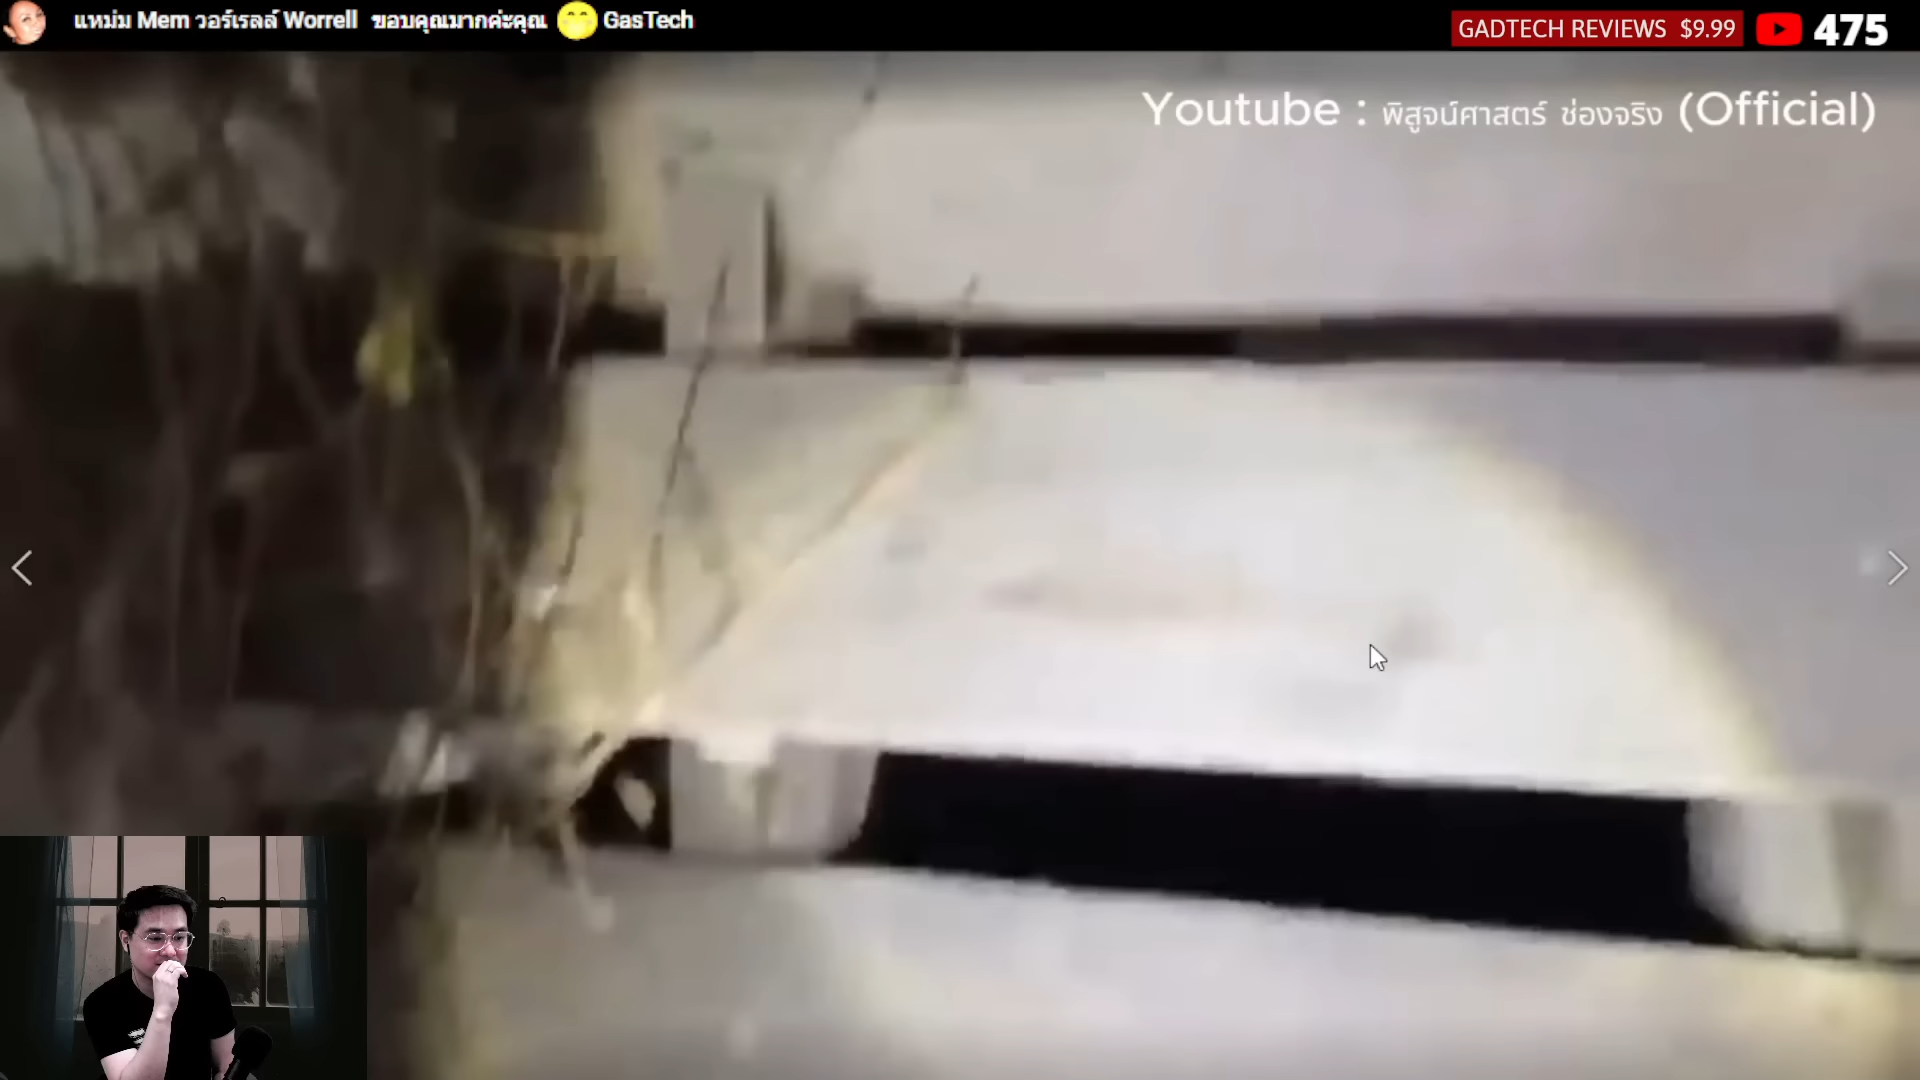 แหม่ม Mem วอร์เรลล์ Worrell ขอบคุณมากค่ะคุณ 😁 GasTech
GADTECH REVIEWS $9.99
475
Youtube : พิสูจน์ศาสตร์ ช่องจริง (Official)